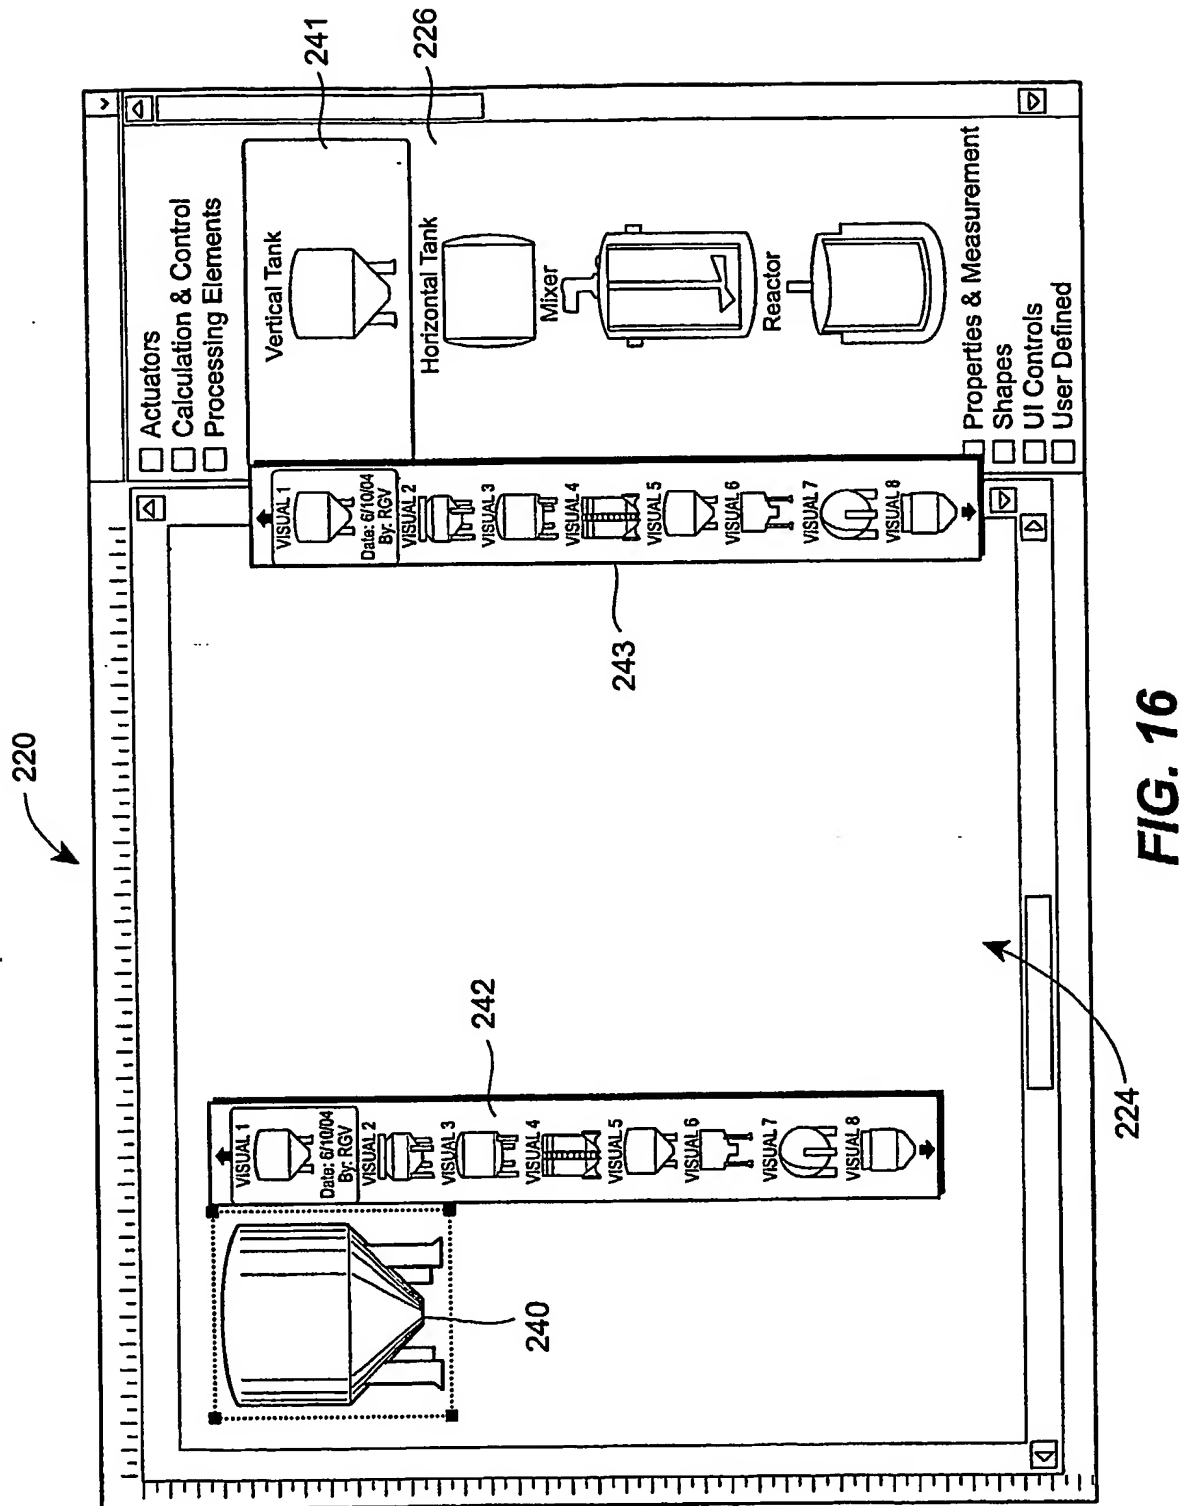 220
241
226
Actuators
Calculation & Control
Processing Elements
Vertical Tank
Horizontal Tank
Mixer
Reactor
Properties & Measurement
Shapes
UI Controls
User Defined
VISUAL 1
Date: 6/10/04
By: RGV
VISUAL 2
VISUAL 3
VISUAL 4
VISUAL 5
VISUAL 6
VISUAL 7
VISUAL 8
243
VISUAL 1
Date: 6/10/04
By: RGV
VISUAL 2
VISUAL 3
VISUAL 4
VISUAL 5
VISUAL 6
VISUAL 7
VISUAL 8
242
240
224
FIG. 16